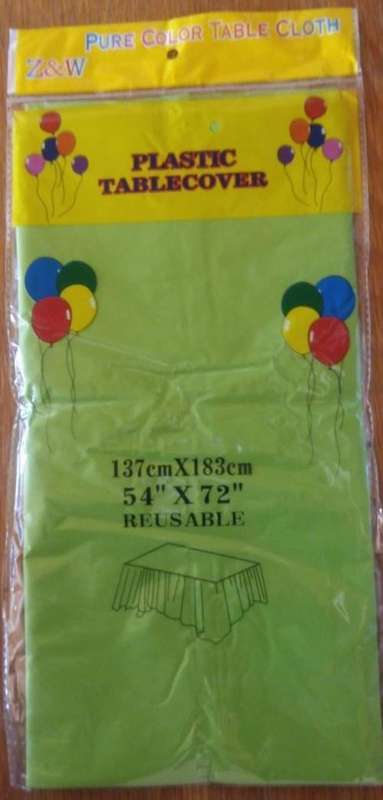 PURE COLOR TABLE CLOTH
Z&W
PLASTIC
TABLECOVER
137cmX183cm
54" X 72"
REUSABLE